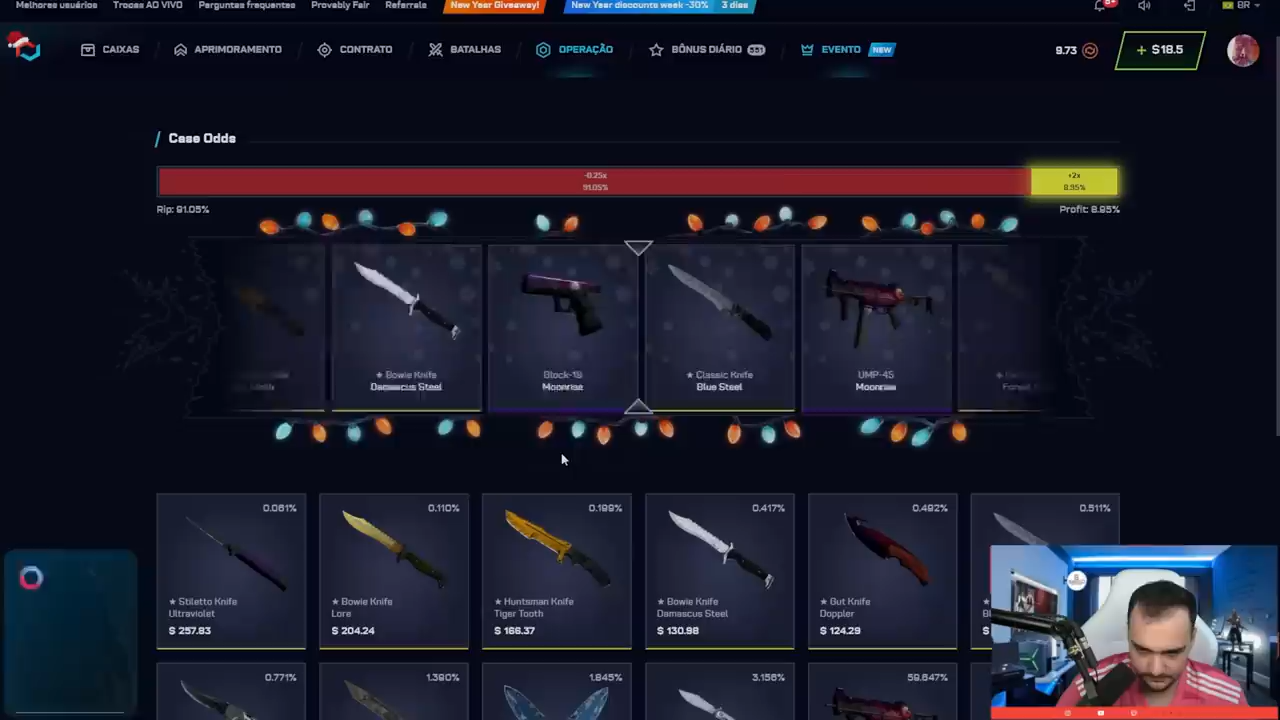 Melhores usuários Trocas AO VIVO Perguntas frequentes Provably Fair Referrals New Year Giveaway! New Year discounts week -30% 3 dias BR
CAIXAS APRIMORAMENTO CONTRATO BATALHAS OPERAÇÃO BÔNUS DIÁRIO EVENTO NEW 9.73 + $18.5
Case Odds
-0.25x +2x
91.05% 8.95%
Rip: 91.05% Profit: 8.95%
★ Bowie Knife Block-18 ★ Classic Knife UMP-45
Damascus Steel Moonrise Blue Steel Moonrise
0.061% 0.110% 0.199% 0.417% 0.492% 0.511%
★ Stiletto Knife ★ Bowie Knife ★ Huntsman Knife ★ Bowie Knife ★ Gut Knife
Ultraviolet Lore Tiger Tooth Damascus Steel Doppler
$ 257.83 $ 204.24 $ 166.37 $ 130.98 $ 124.29
0.771% 1.390% 1.845% 3.156% 59.647%